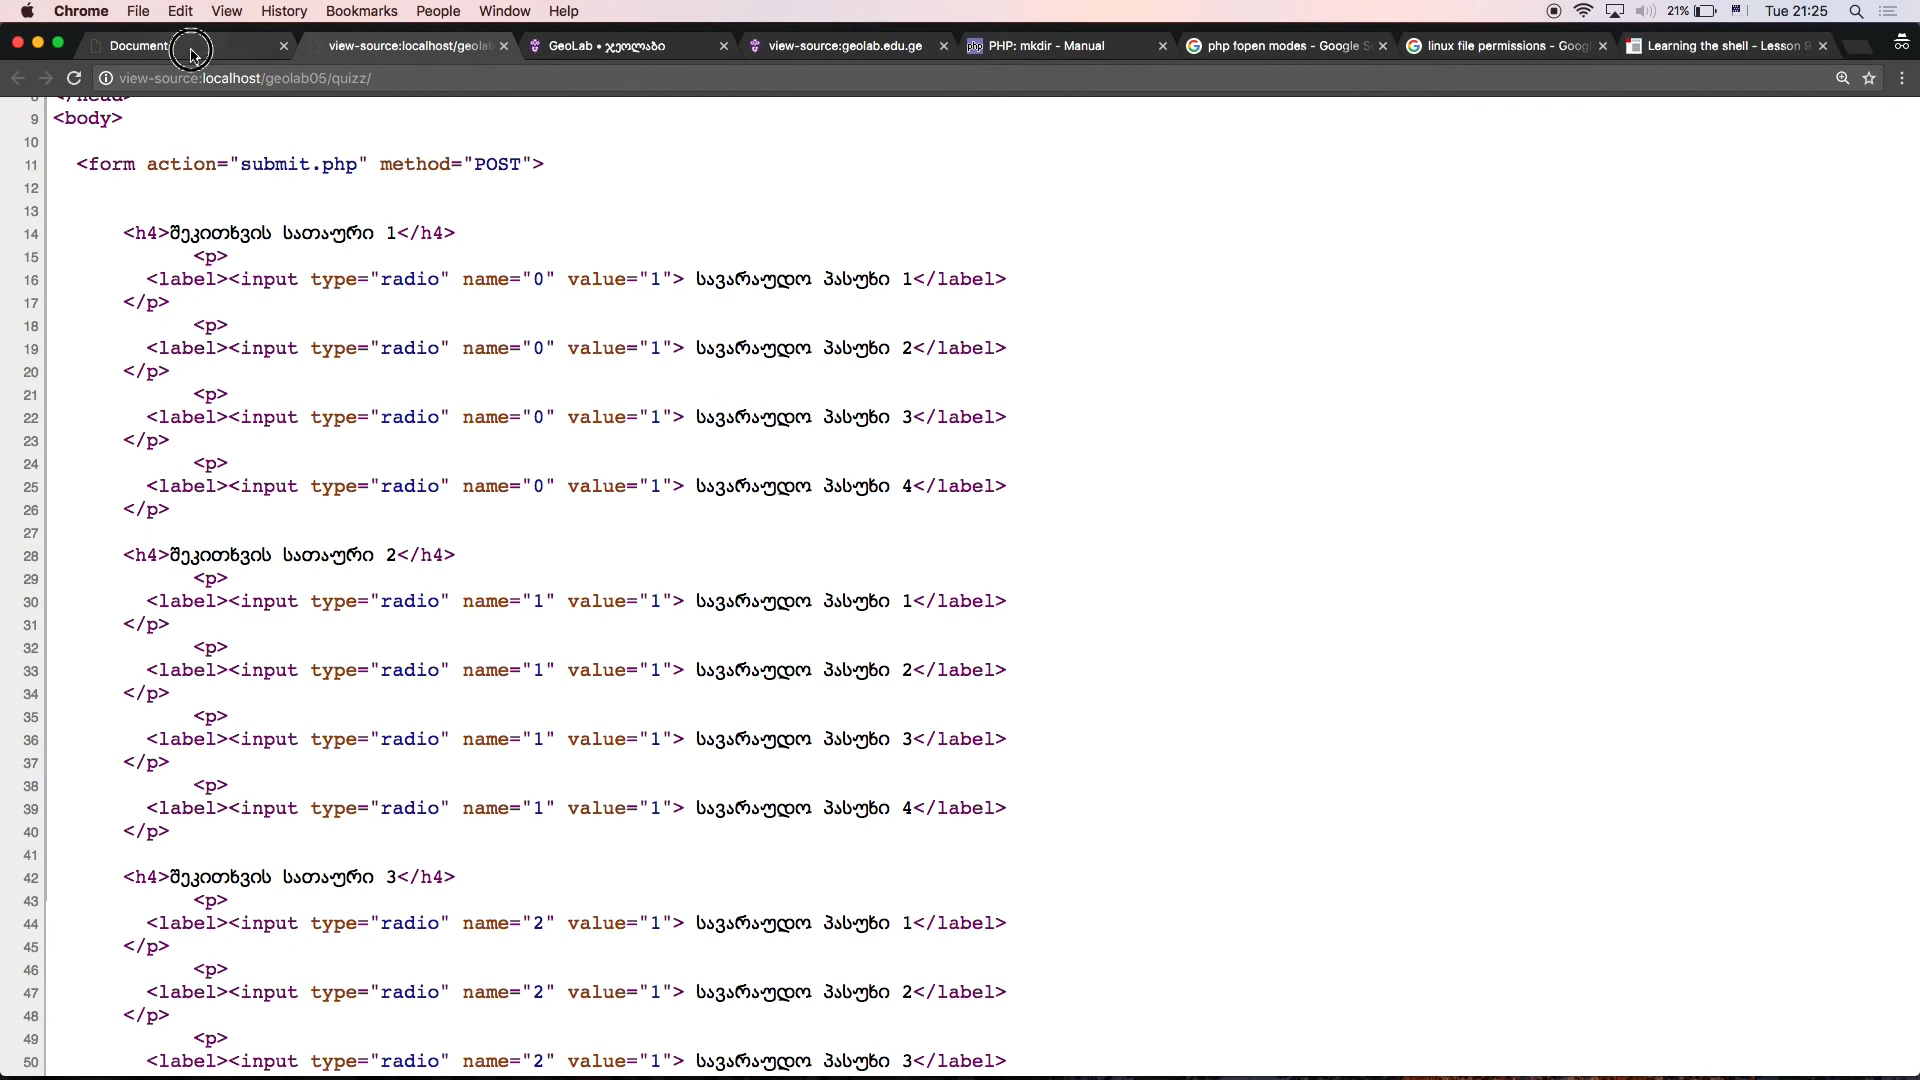 Chrome File Edit View History Bookmarks People Window Help 21% Tue 21:25
Document view-source:localhost/geolab GeoLab • ჯეოლაბი view-source:geolab.edu.ge PHP: mkdir - Manual php fopen modes - Google S linux file permissions - Goog Learning the shell - Lesson 9
view-source:localhost/geolab05/quizz/
8 </head>
9 <body>
10
11 <form action="submit.php" method="POST">
12
13
14 <h4>შეკითხვის სათაური 1</h4>
15 <p>
16 <label><input type="radio" name="0" value="1"> სავარაუდო პასუხი 1</label>
17 </p>
18 <p>
19 <label><input type="radio" name="0" value="1"> სავარაუდო პასუხი 2</label>
20 </p>
21 <p>
22 <label><input type="radio" name="0" value="1"> სავარაუდო პასუხი 3</label>
23 </p>
24 <p>
25 <label><input type="radio" name="0" value="1"> სავარაუდო პასუხი 4</label>
26 </p>
27
28 <h4>შეკითხვის სათაური 2</h4>
29 <p>
30 <label><input type="radio" name="1" value="1"> სავარაუდო პასუხი 1</label>
31 </p>
32 <p>
33 <label><input type="radio" name="1" value="1"> სავარაუდო პასუხი 2</label>
34 </p>
35 <p>
36 <label><input type="radio" name="1" value="1"> სავარაუდო პასუხი 3</label>
37 </p>
38 <p>
39 <label><input type="radio" name="1" value="1"> სავარაუდო პასუხი 4</label>
40 </p>
41
42 <h4>შეკითხვის სათაური 3</h4>
43 <p>
44 <label><input type="radio" name="2" value="1"> სავარაუდო პასუხი 1</label>
45 </p>
46 <p>
47 <label><input type="radio" name="2" value="1"> სავარაუდო პასუხი 2</label>
48 </p>
49 <p>
50 <label><input type="radio" name="2" value="1"> სავარაუდო პასუხი 3</label>